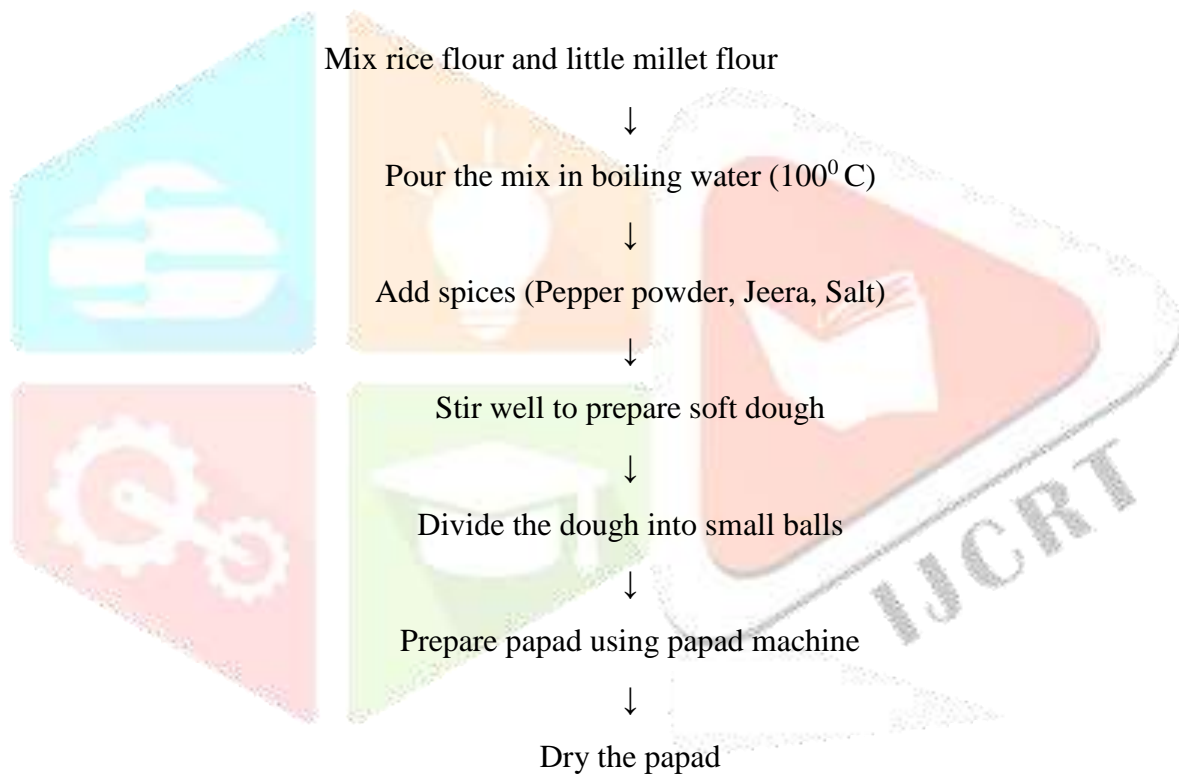 Mix rice flour and little millet flour
↓
Pour the mix in boiling water (100⁰ C)
↓
Add spices (Pepper powder, Jeera, Salt)
↓
Stir well to prepare soft dough
↓
Divide the dough into small balls
↓
Prepare papad using papad machine
↓
Dry the papad
IJCRT